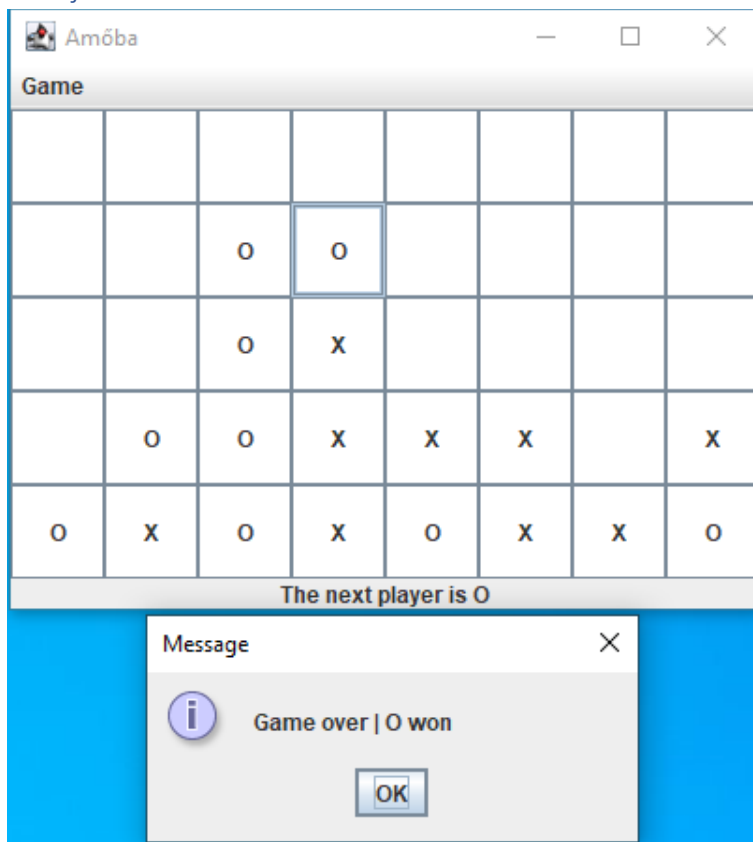 Amőba
Game
O O
O X
O O X X X X
O X O X O X X O
The next player is O
Message
i
Game over | O won
OK